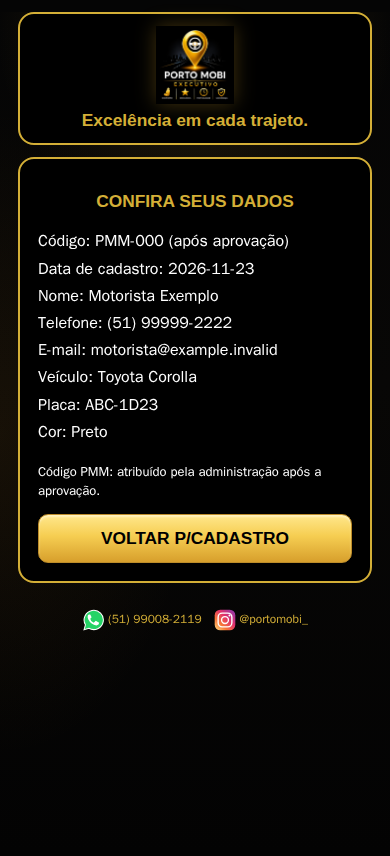 PORTO MOBI
EXECUTIVO
Excelência em cada trajeto.
CONFIRA SEUS DADOS
Código: PMM-000 (após aprovação)
Data de cadastro: 2026-11-23
Nome: Motorista Exemplo
Telefone: (51) 99999-2222
E-mail: motorista@example.invalid
Veículo: Toyota Corolla
Placa: ABC-1D23
Cor: Preto
Código PMM: atribuído pela administração após a
aprovação.
VOLTAR P/CADASTRO
(51) 99008-2119 @portomobi_